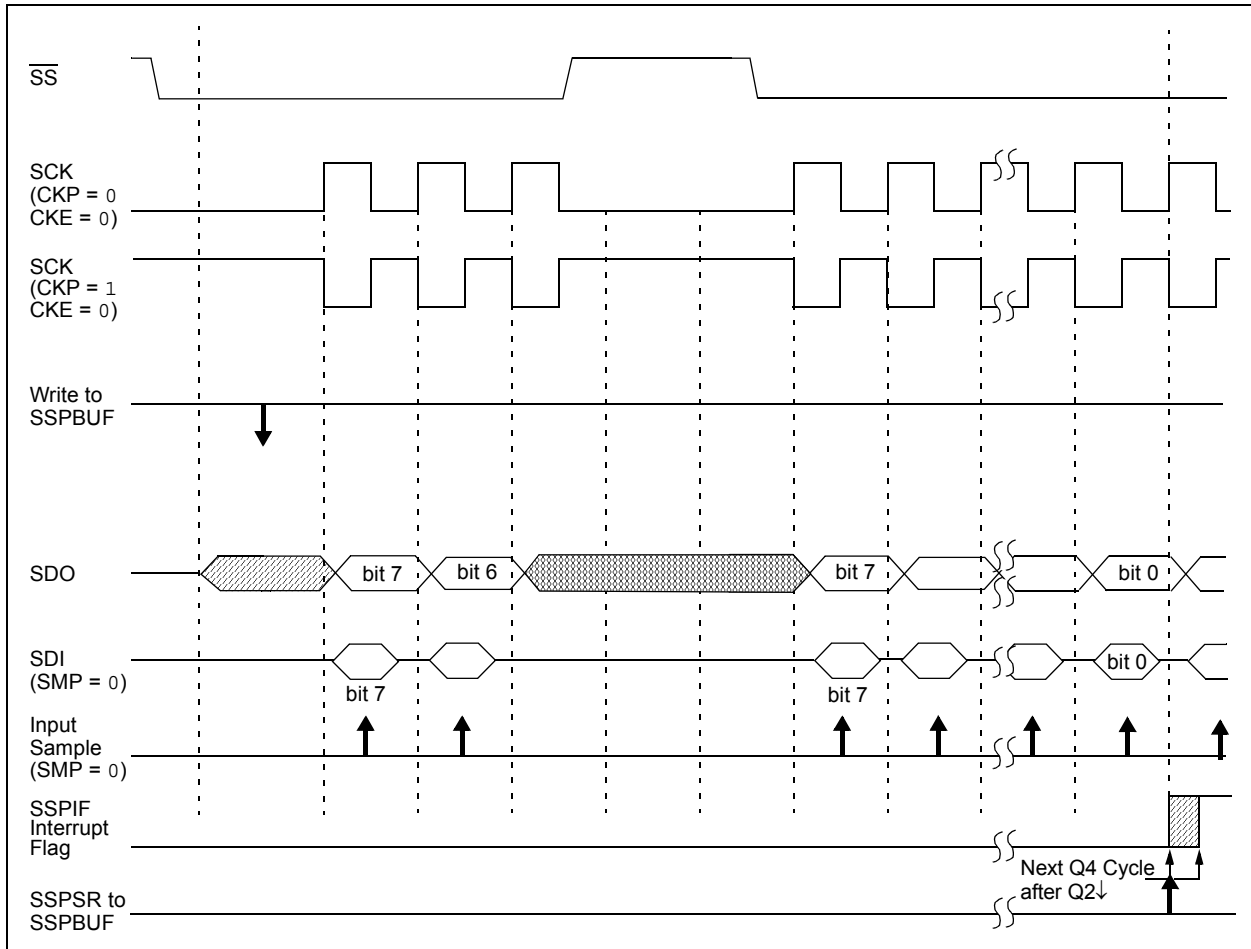 SS
SCK
(CKP = 0
CKE = 0)
SCK
(CKP = 1
CKE = 0)
Write to
SSPBUF
SDO
bit 7
bit 6
bit 7
bit 0
SDI
(SMP = 0)
bit 7
bit 7
bit 0
Input
Sample
(SMP = 0)
SSPIF
Interrupt
Flag
Next Q4 Cycle
after Q2↓
SSPSR to
SSPBUF